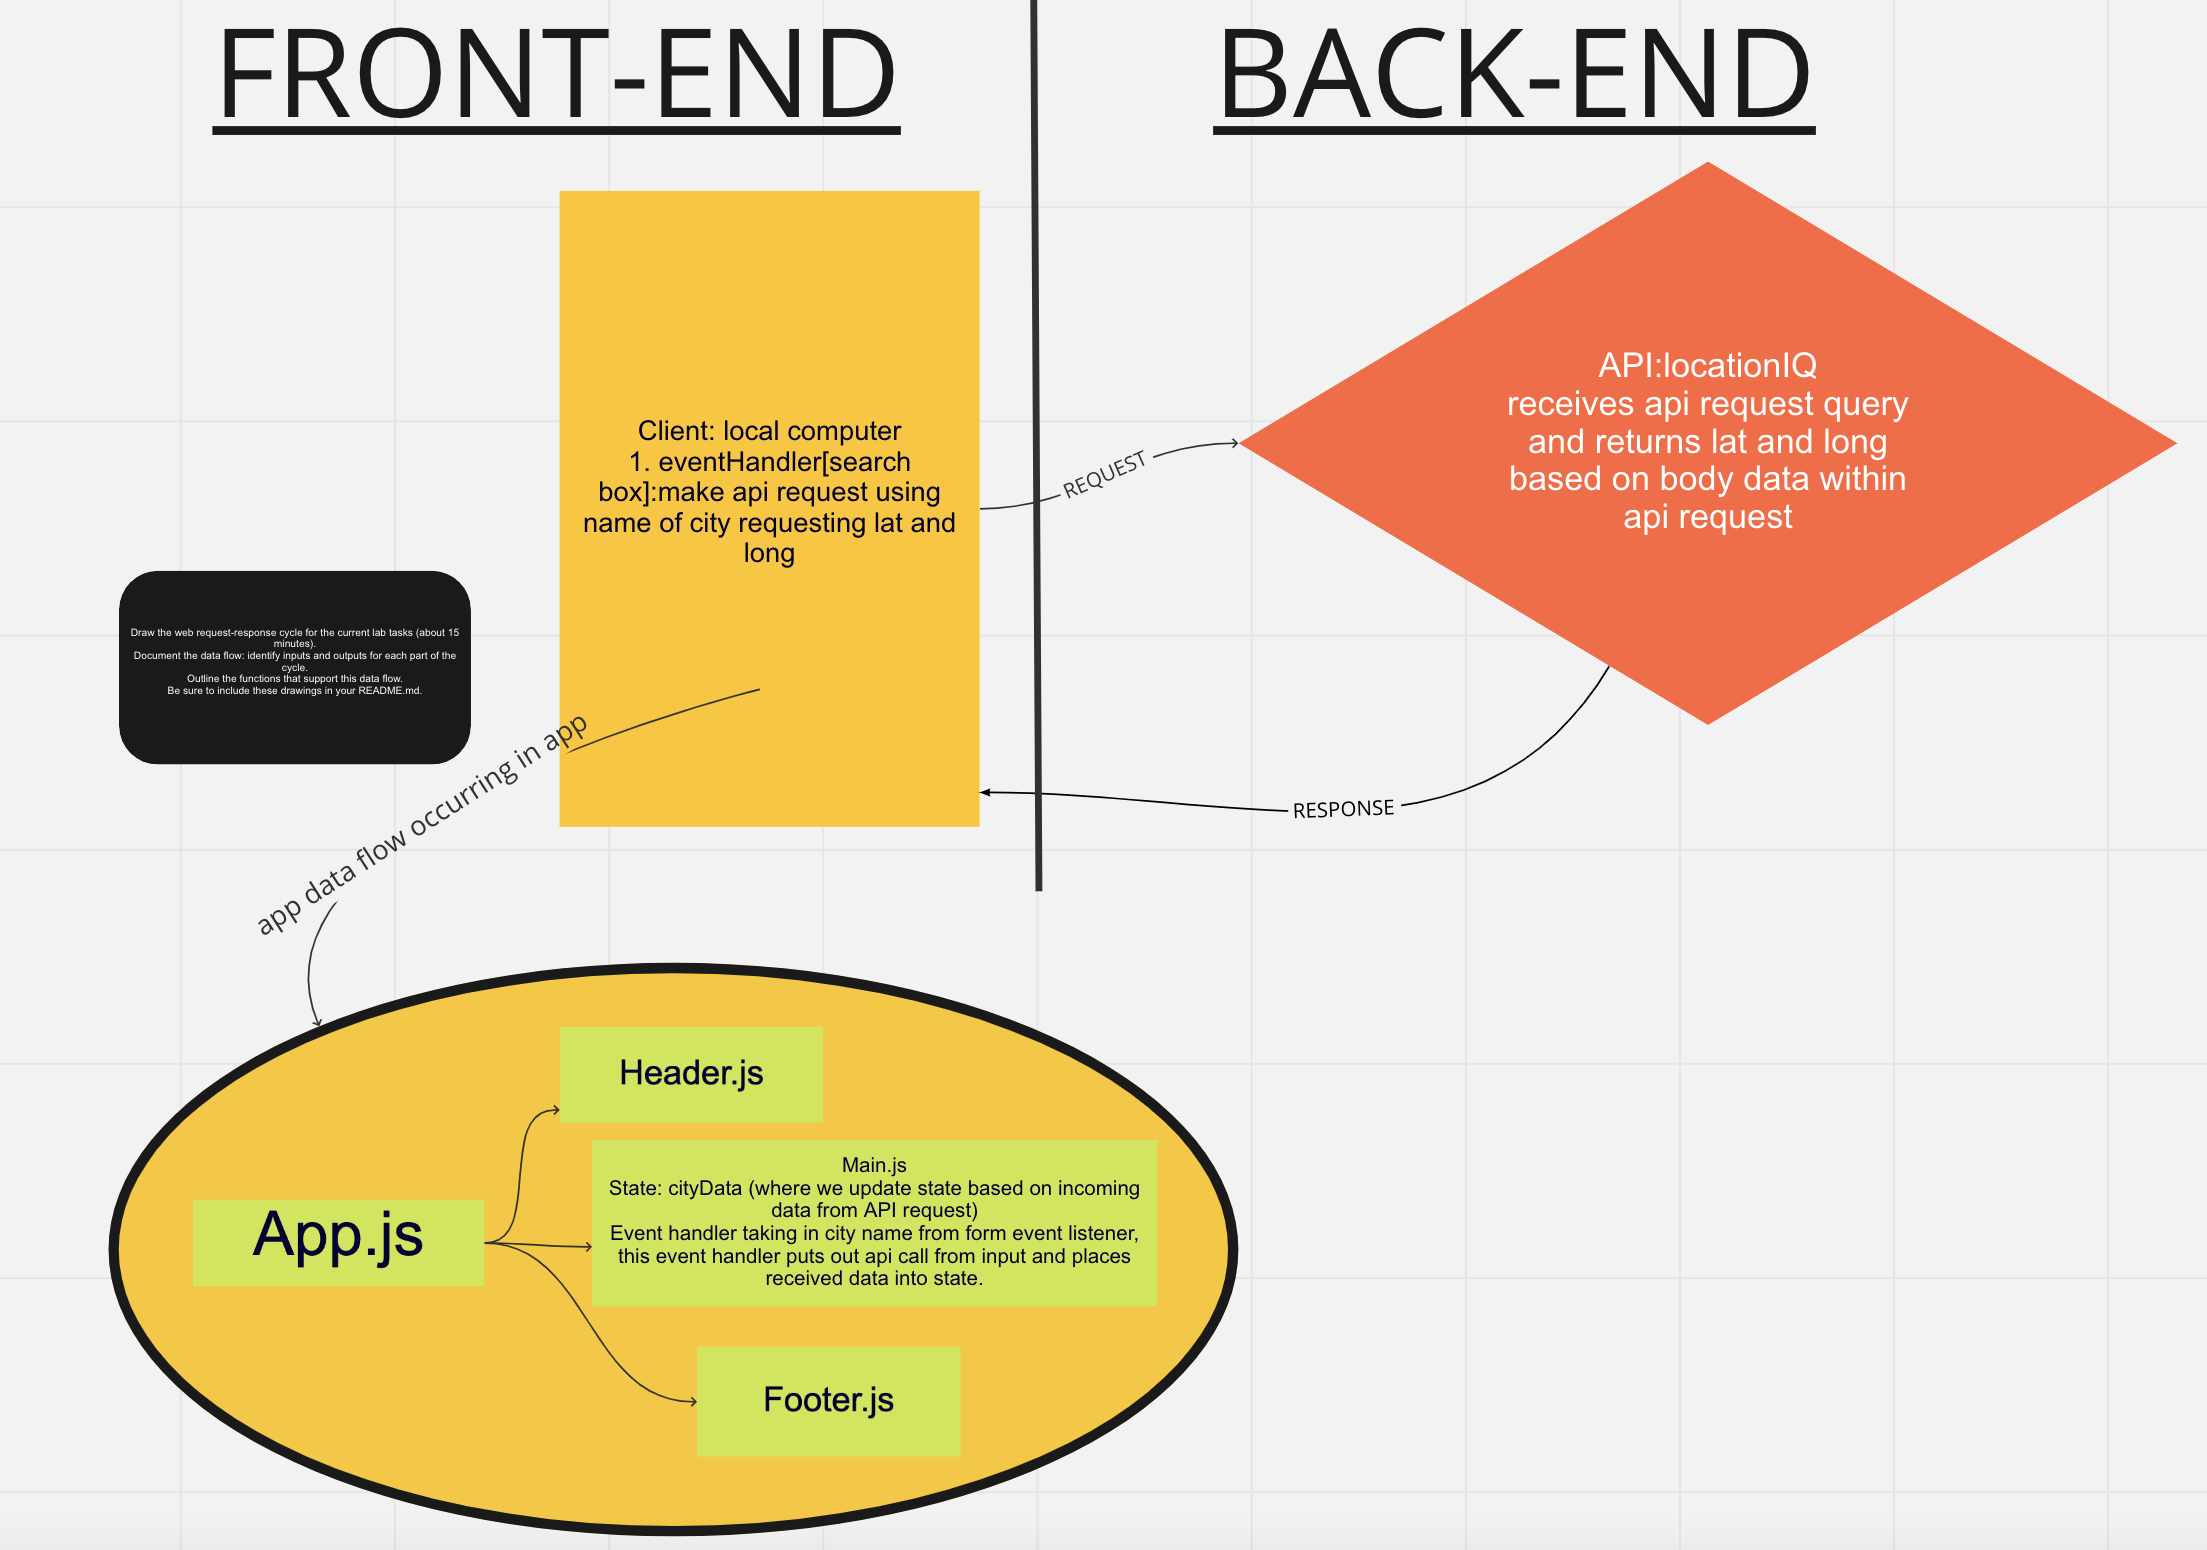 FRONT-END
BACK-END
Client: local computer
1. eventHandler[search
box]:make api request using
name of city requesting lat and
long
REQUEST
API:locationIQ
receives api request query
and returns lat and long
based on body data within
api request
RESPONSE
Draw the web request-response cycle for the current lab tasks (about 15
minutes).
Document the data flow: identify inputs and outputs for each part of the
cycle.
Outline the functions that support this data flow.
Be sure to include these drawings in your README.md.
app data flow occurring in app
Header.js
App.js
Main.js
State: cityData (where we update state based on incoming
data from API request)
Event handler taking in city name from form event listener,
this event handler puts out api call from input and places
received data into state.
Footer.js